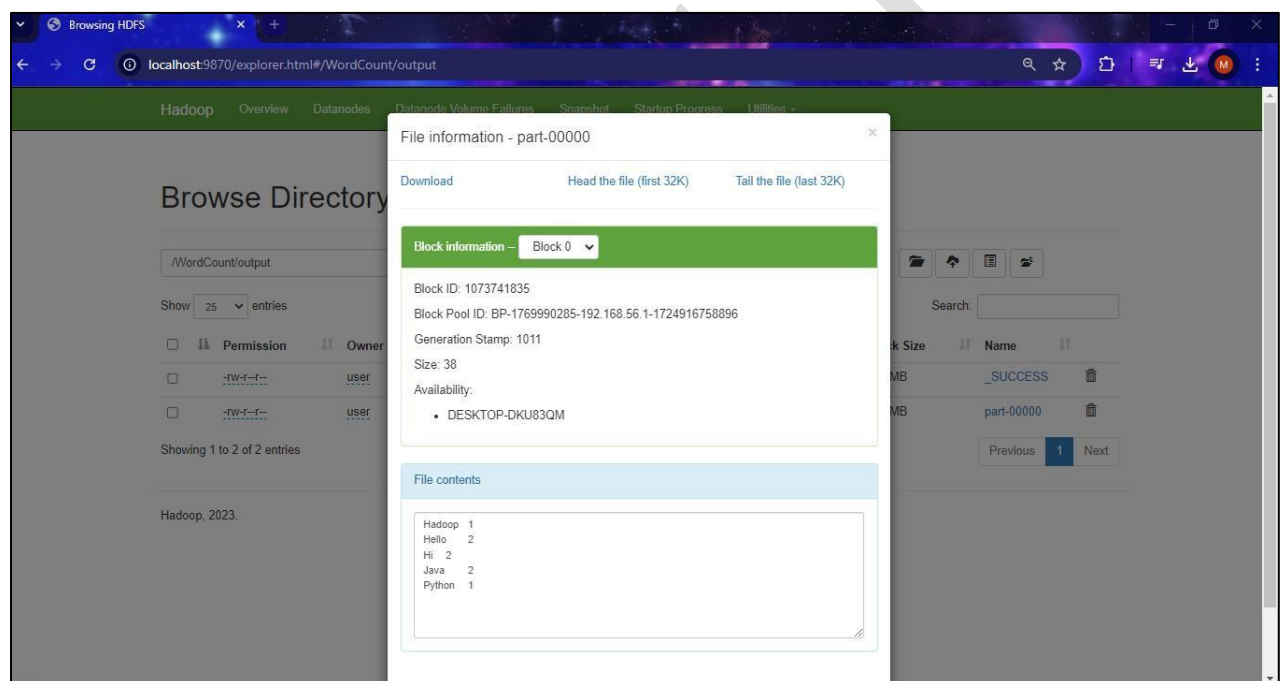 Browsing HDFS
localhost:9870/explorer.html#/WordCount/output
M
Hadoop Overview Datanodes Datanode Volume Failures Snapshot Startup Progress Utilities
File information - part-00000 ×
Download Head the file (first 32K) Tail the file (last 32K)
Browse Directory
Block information -- Block 0
/WordCount/output
Block ID: 1073741835
Show 25 entries Search:
Block Pool ID: BP-1769990285-192.168.56.1-1724916758896
Generation Stamp: 1011
Permission Owner k Size Name
Size: 38
-rw-r--r-- user MB _SUCCESS
Availability:
-rw-r--r-- user MB part-00000
• DESKTOP-DKU83QM
Showing 1 to 2 of 2 entries Previous 1 Next
File contents
Hadoop, 2023.
Hadoop 1
Hello 2
Hi 2
Java 2
Python 1